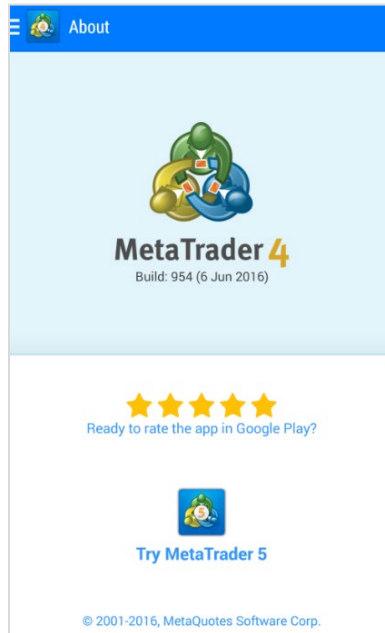 About
MetaTrader 4
Build: 954 (6 Jun 2016)
Ready to rate the app in Google Play?
5
Try MetaTrader 5
© 2001-2016, MetaQuotes Software Corp.